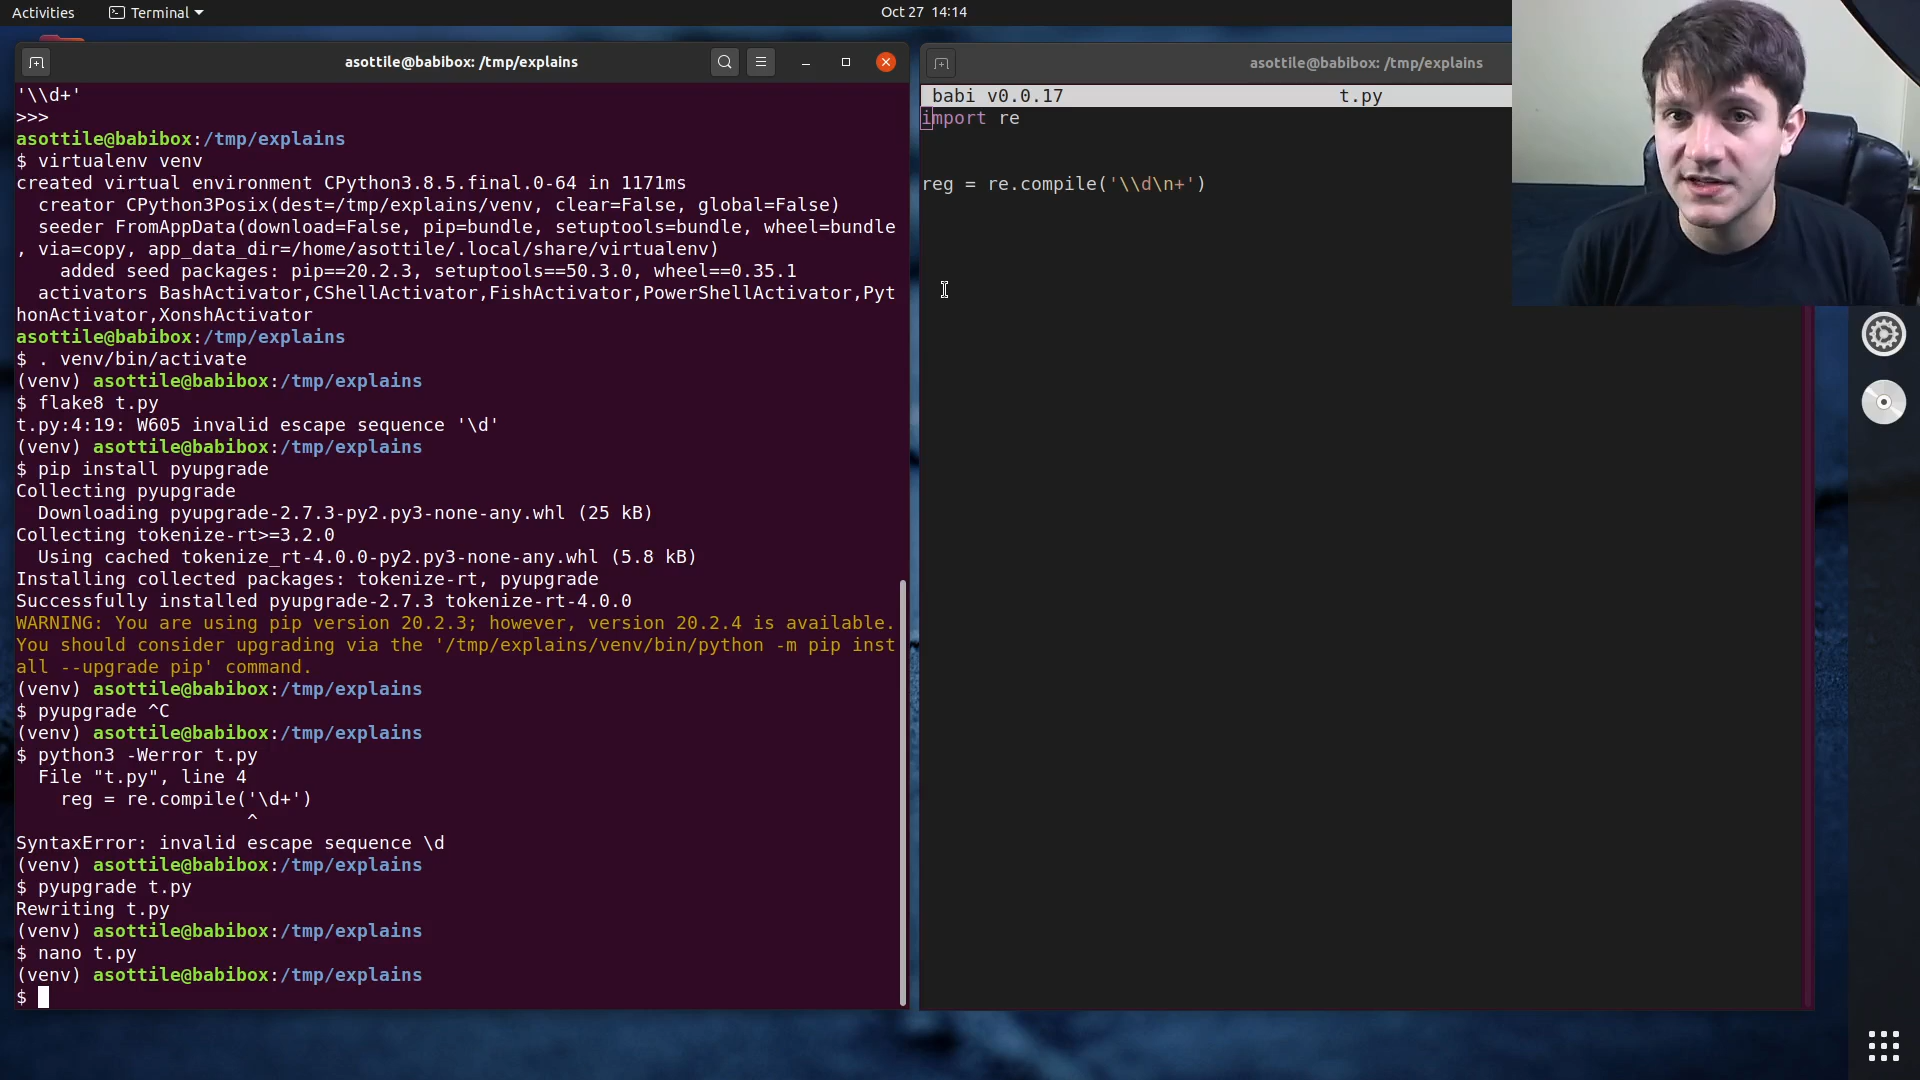 Activities
Terminal
Oct 27 14:14
asottile@babibox: /tmp/explains
'\\d+'
>>>
asottile@babibox:/tmp/explains
$ virtualenv venv
created virtual environment CPython3.8.5.final.0-64 in 1171ms
  creator CPython3Posix(dest=/tmp/explains/venv, clear=False, global=False)
  seeder FromAppData(download=False, pip=bundle, setuptools=bundle, wheel=bundle
, via=copy, app_data_dir=/home/asottile/.local/share/virtualenv)
    added seed packages: pip==20.2.3, setuptools==50.3.0, wheel==0.35.1
  activators BashActivator,CShellActivator,FishActivator,PowerShellActivator,Pyt
honActivator,XonshActivator
asottile@babibox:/tmp/explains
$ . venv/bin/activate
(venv) asottile@babibox:/tmp/explains
$ flake8 t.py
t.py:4:19: W605 invalid escape sequence '\d'
(venv) asottile@babibox:/tmp/explains
$ pip install pyupgrade
Collecting pyupgrade
  Downloading pyupgrade-2.7.3-py2.py3-none-any.whl (25 kB)
Collecting tokenize-rt>=3.2.0
  Using cached tokenize_rt-4.0.0-py2.py3-none-any.whl (5.8 kB)
Installing collected packages: tokenize-rt, pyupgrade
Successfully installed pyupgrade-2.7.3 tokenize-rt-4.0.0
WARNING: You are using pip version 20.2.3; however, version 20.2.4 is available.
You should consider upgrading via the '/tmp/explains/venv/bin/python -m pip inst
all --upgrade pip' command.
(venv) asottile@babibox:/tmp/explains
$ pyupgrade ^C
(venv) asottile@babibox:/tmp/explains
$ python3 -Werror t.py
  File "t.py", line 4
    reg = re.compile('\d+')
                     ^
SyntaxError: invalid escape sequence \d
(venv) asottile@babibox:/tmp/explains
$ pyupgrade t.py
Rewriting t.py
(venv) asottile@babibox:/tmp/explains
$ nano t.py
(venv) asottile@babibox:/tmp/explains
$
asottile@babibox: /tmp/explains
babi v0.0.17 t.py
import re
reg = re.compile('\\d\n+')